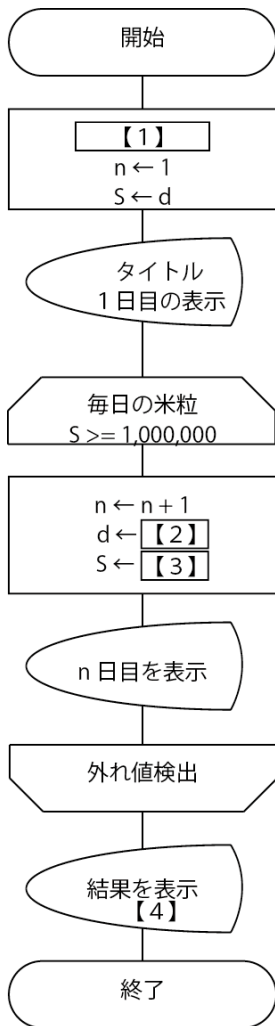 開始
【1】
n ← 1
S ← d
タイトル
1日目の表示
毎日の米粒
S >= 1,000,000
n ← n + 1
d ← 【2】
S ← 【3】
n 日目を表示
外れ値検出
結果を表示
【4】
終了